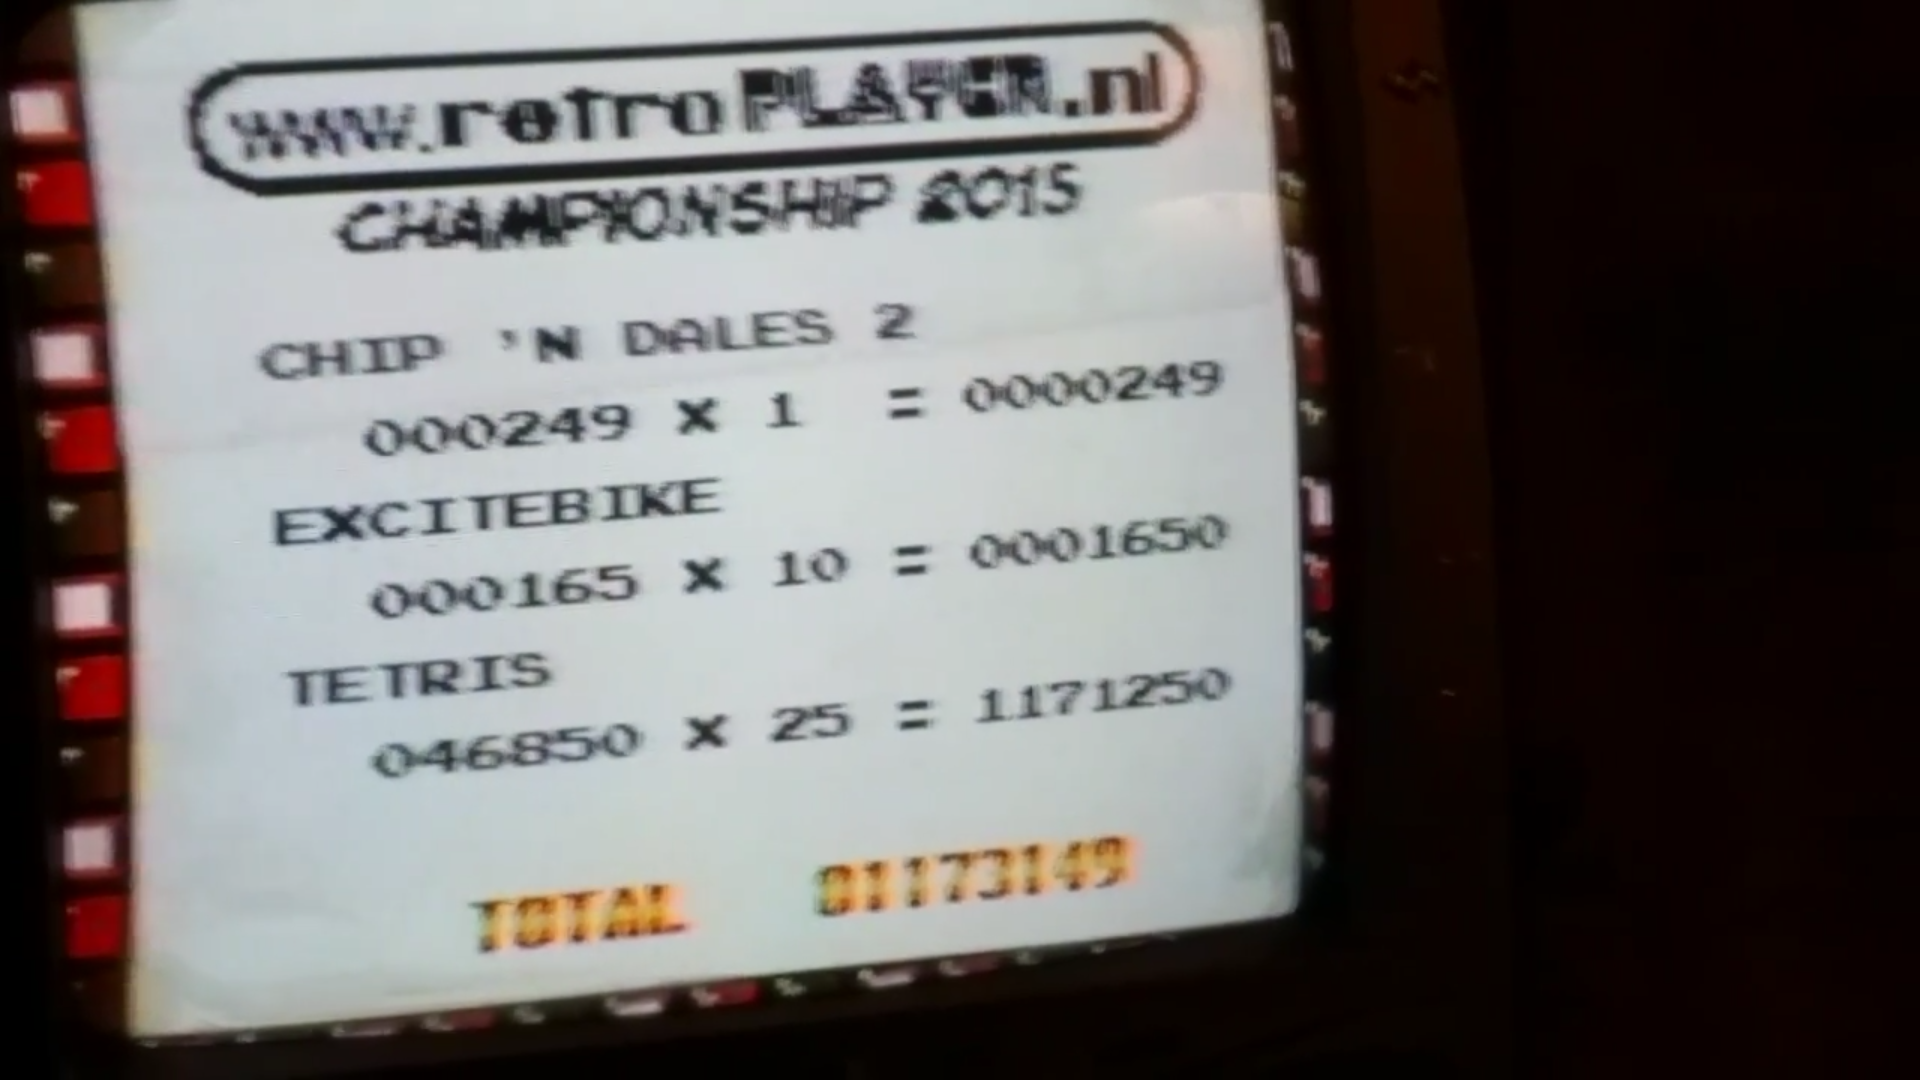 www.retroPLAYER.nl
CHAMPIONSHIP 2015
CHIP 'N DALES 2
000249 X 1 = 0000249
EXCITEBIKE
000165 X 10 = 0001650
TETRIS
046850 X 25 = 1171250
TOTAL 01173149